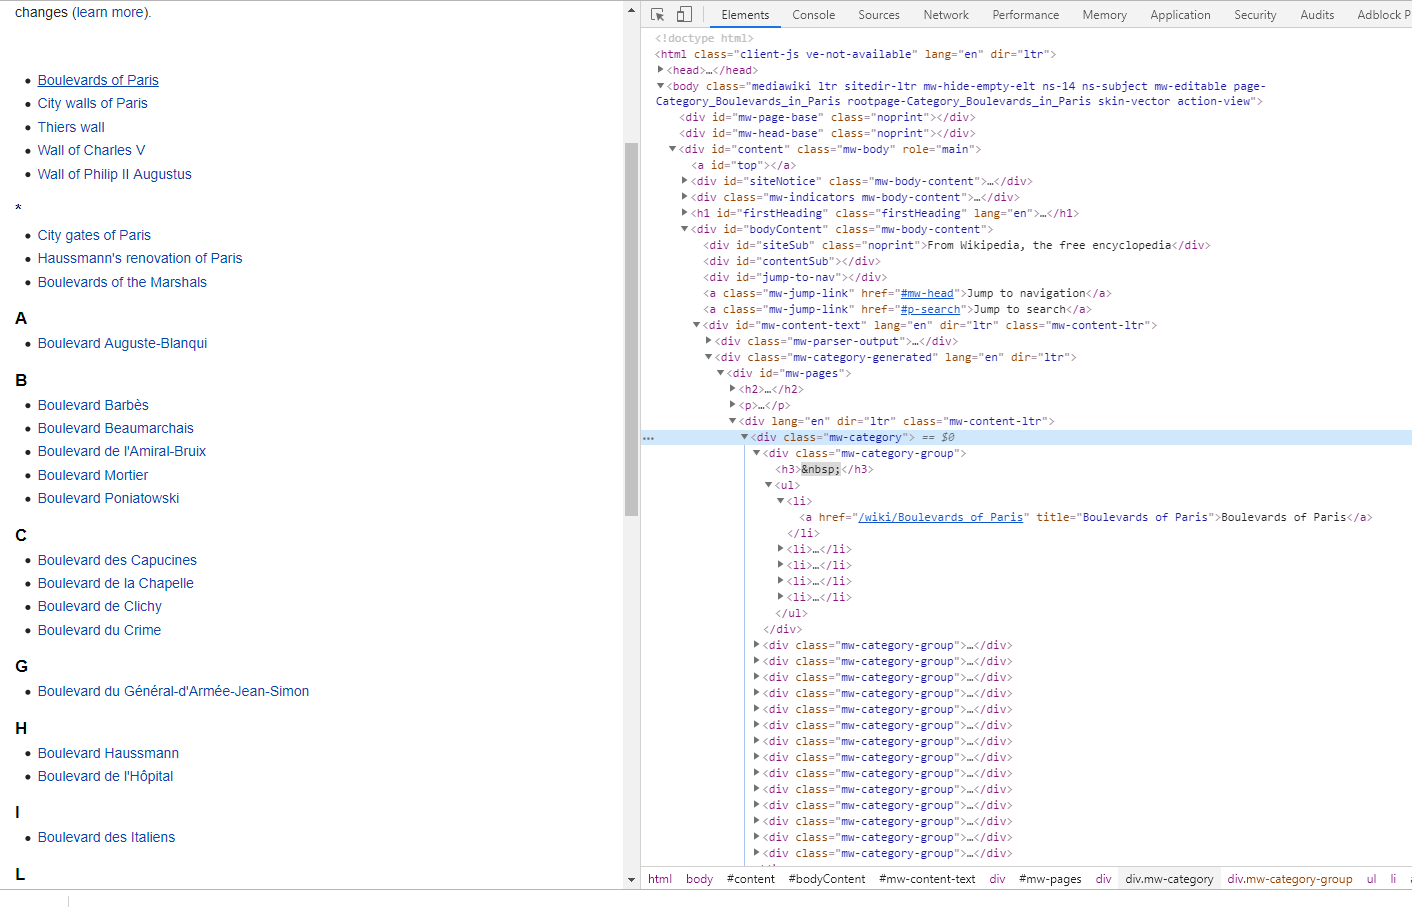 changes (learn more).
Boulevards of Paris
City walls of Paris
Thiers wall
Wall of Charles V
Wall of Philip II Augustus
*
City gates of Paris
Haussmann's renovation of Paris
Boulevards of the Marshals
A
Boulevard Auguste-Blanqui
B
Boulevard Barbès
Boulevard Beaumarchais
Boulevard de l'Amiral-Bruix
Boulevard Mortier
Boulevard Poniatowski
C
Boulevard des Capucines
Boulevard de la Chapelle
Boulevard de Clichy
Boulevard du Crime
G
Boulevard du Général-d'Armée-Jean-Simon
H
Boulevard Haussmann
Boulevard de l'Hôpital
I
Boulevard des Italiens
L
Elements Console Sources Network Performance Memory Application Security Audits Adblock P
<!doctype html>
<html class="client-js ve-not-available" lang="en" dir="ltr">
<head>…</head>
<body class="mediawiki ltr sitedir-ltr mw-hide-empty-elt ns-14 ns-subject mw-editable page-
Category_Boulevards_in_Paris rootpage-Category_Boulevards_in_Paris skin-vector action-view">
<div id="mw-page-base" class="noprint"></div>
<div id="mw-head-base" class="noprint"></div>
<div id="content" class="mw-body" role="main">
<a id="top"></a>
<div id="siteNotice" class="mw-body-content">…</div>
<div class="mw-indicators mw-body-content">…</div>
<h1 id="firstHeading" class="firstHeading" lang="en">…</h1>
<div id="bodyContent" class="mw-body-content">
<div id="siteSub" class="noprint">From Wikipedia, the free encyclopedia</div>
<div id="contentSub"></div>
<div id="jump-to-nav"></div>
<a class="mw-jump-link" href="#mw-head">Jump to navigation</a>
<a class="mw-jump-link" href="#p-search">Jump to search</a>
<div id="mw-content-text" lang="en" dir="ltr" class="mw-content-ltr">
<div class="mw-parser-output">…</div>
<div class="mw-category-generated" lang="en" dir="ltr">
<div id="mw-pages">
<h2>…</h2>
<p>…</p>
<div lang="en" dir="ltr" class="mw-content-ltr">
… <div class="mw-category"> == $0
<div class="mw-category-group">
<h3>&nbsp;</h3>
<ul>
<li>
<a href="/wiki/Boulevards_of_Paris" title="Boulevards of Paris">Boulevards of Paris</a>
</li>
<li>…</li>
<li>…</li>
<li>…</li>
<li>…</li>
</ul>
</div>
<div class="mw-category-group">…</div>
<div class="mw-category-group">…</div>
<div class="mw-category-group">…</div>
<div class="mw-category-group">…</div>
<div class="mw-category-group">…</div>
<div class="mw-category-group">…</div>
<div class="mw-category-group">…</div>
<div class="mw-category-group">…</div>
<div class="mw-category-group">…</div>
<div class="mw-category-group">…</div>
<div class="mw-category-group">…</div>
<div class="mw-category-group">…</div>
<div class="mw-category-group">…</div>
<div class="mw-category-group">…</div>
html body #content #bodyContent #mw-content-text div #mw-pages div div.mw-category div.mw-category-group ul li